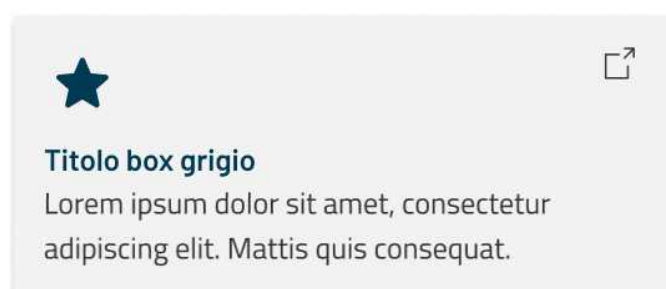 Titolo box grigio
Lorem ipsum dolor sit amet, consectetur
adipiscing elit. Mattis quis consequat.